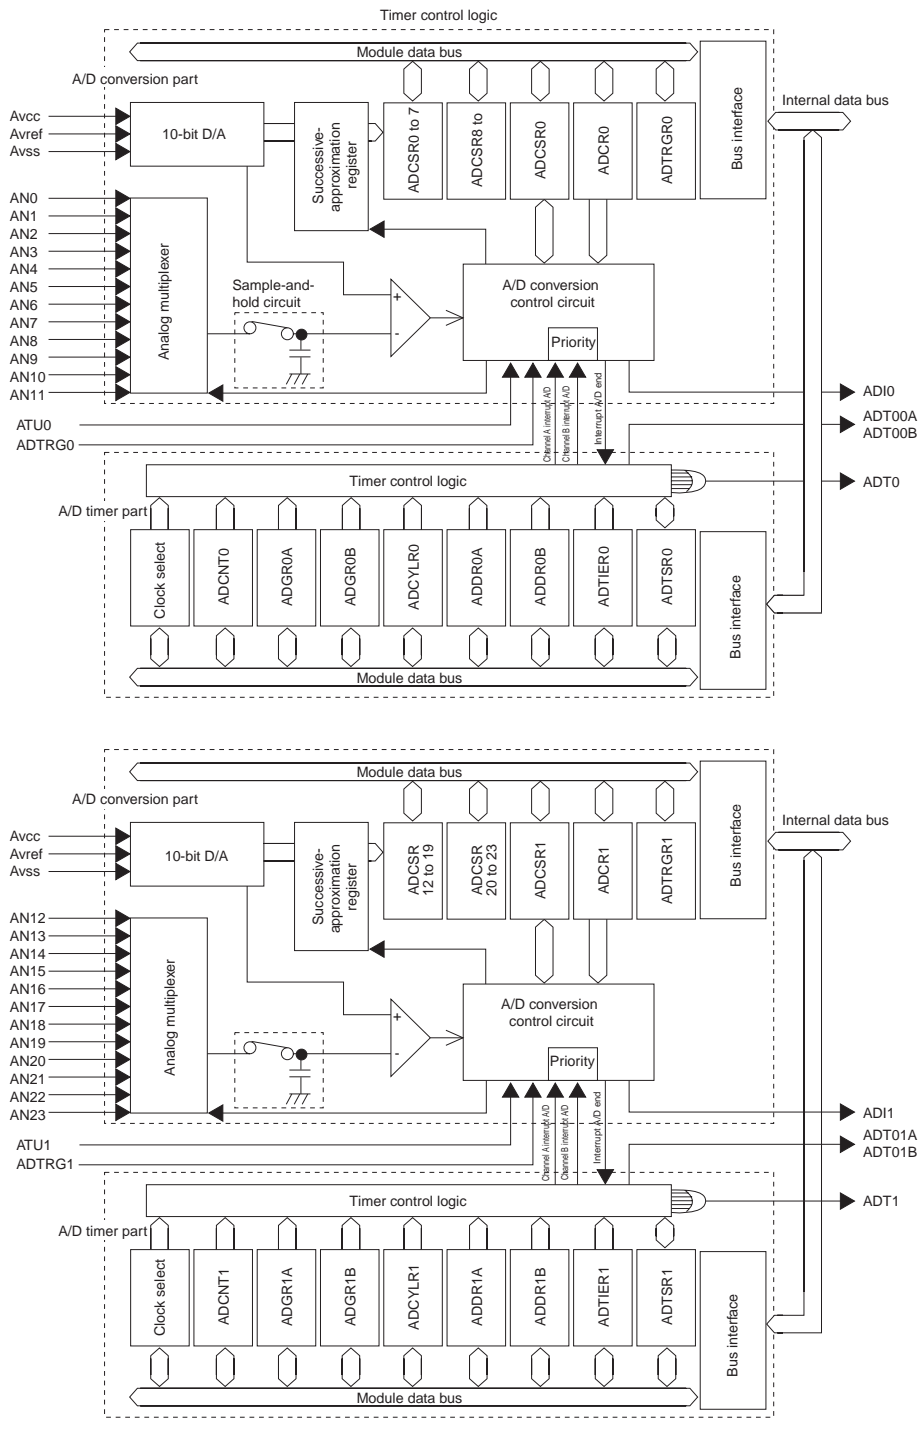 Timer control logic
Module data bus
A/D conversion part
Internal data bus
Avcc
Avref
Avss
10-bit D/A
Successive-
approximation
register
ADCSR0 to 7
ADCSR8 to
ADCSR0
ADCR0
ADTRGR0
Bus interface
AN0
AN1
AN2
AN3
AN4
AN5
AN6
AN7
AN8
AN9
AN10
AN11
Analog multiplexer
Sample-and-
hold circuit
+
-
A/D conversion
control circuit
Priority
ADI0
ATU0
ADTRG0
Channel A interrupt A/D
Channel B interrupt A/D
Interrupt A/D end
ADT00A
ADT00B
Timer control logic
ADT0
A/D timer part
Clock select
ADCNT0
ADGR0A
ADGR0B
ADCYLR0
ADDR0A
ADDR0B
ADTIER0
ADTSR0
Bus interface
Module data bus
Module data bus
A/D conversion part
Internal data bus
Avcc
Avref
Avss
10-bit D/A
Successive-
approximation
register
ADCSR
12 to 19
ADCSR
20 to 23
ADCSR1
ADCR1
ADTRGR1
Bus interface
AN12
AN13
AN14
AN15
AN16
AN17
AN18
AN19
AN20
AN21
AN22
AN23
Analog multiplexer
+
-
A/D conversion
control circuit
Priority
ADI1
ATU1
ADTRG1
Channel A interrupt A/D
Channel B interrupt A/D
Interrupt A/D end
ADT01A
ADT01B
Timer control logic
ADT1
A/D timer part
Clock select
ADCNT1
ADGR1A
ADGR1B
ADCYLR1
ADDR1A
ADDR1B
ADTIER1
ADTSR1
Bus interface
Module data bus